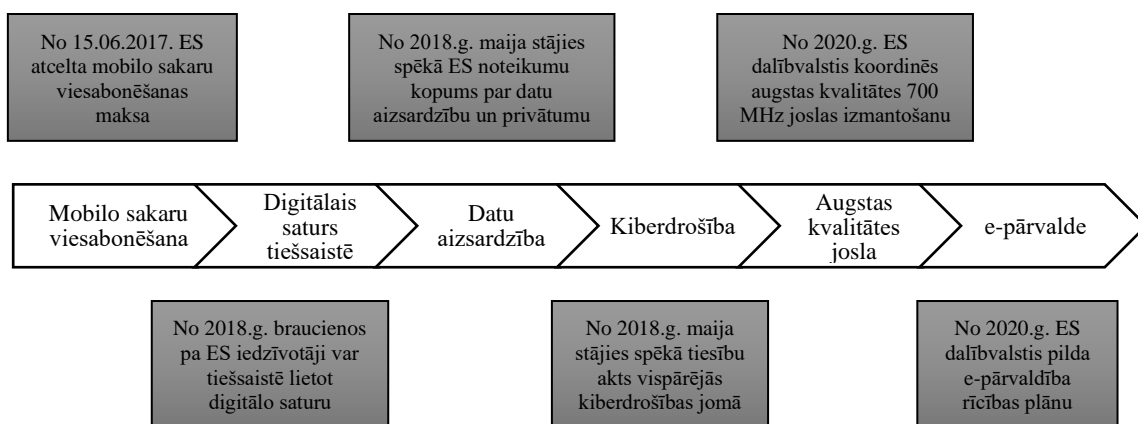 No 15.06.2017. ES
atcelta mobilo sakaru
viesabonēšanas
maksa
No 2018.g. maija stājies
spēkā ES noteikumu
kopums par datu
aizsardzību un privātumu
No 2020.g. ES
dalībvalstis koordinēs
augstas kvalitātes 700
MHz joslas izmantošanu
Mobilo sakaru
viesabonēšana
Digitālais
saturs
tiešsaistē
Datu
aizsardzība
Kiberdrošība
Augstas
kvalitātes
josla
e-pārvalde
No 2018.g. braucienos
pa ES iedzīvotāji var
tiešsaistē lietot
digitālo saturu
No 2018.g. maija
stājies spēkā tiesību
akts vispārējās
kiberdrošības jomā
No 2020.g. ES
dalībvalstis pilda
e-pārvaldība
rīcības plānu